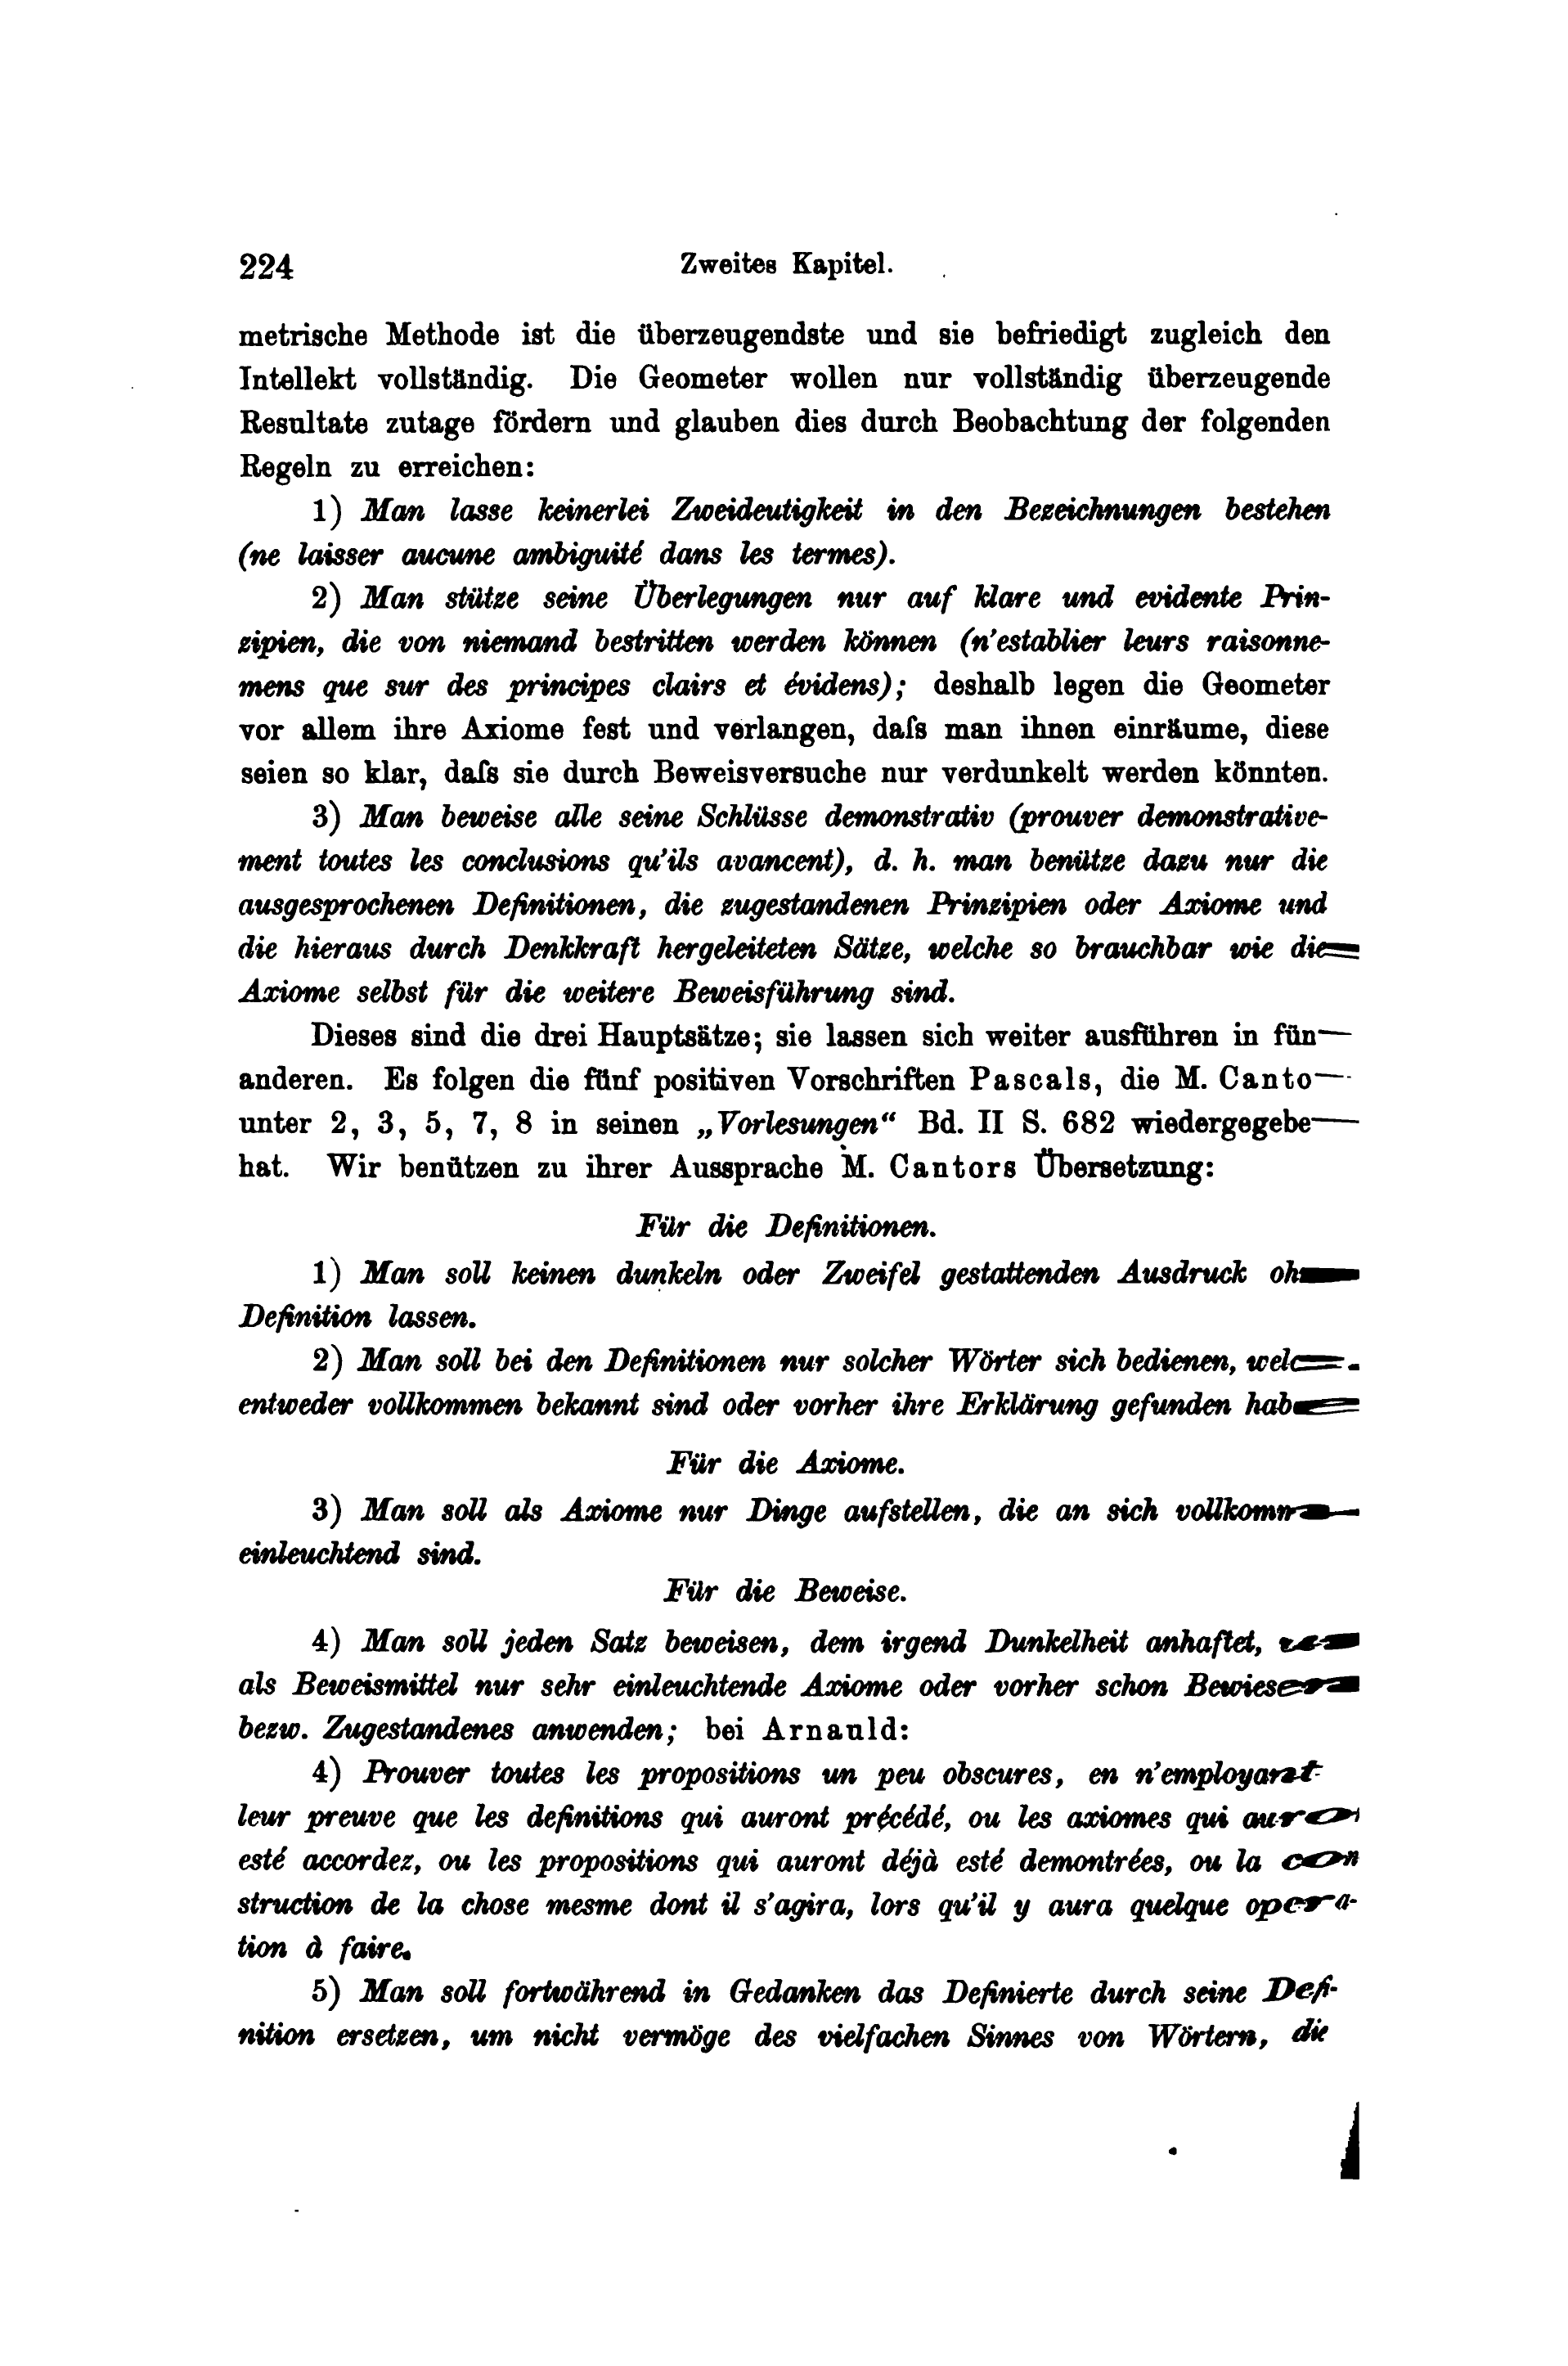 224 Zweites Kapitel.
metrische Methode ist die überzeugendste und sie befriedigt zugleich den
Intellekt vollständig. Die Geometer wollen nur vollständig überzeugende
Resultate zutage fördern und glauben dies durch Beobachtung der folgenden
Regeln zu erreichen:
1) Man lasse keinerlei Zweideutigkeit in den Bezeichnungen bestehen
(ne laisser aucune ambiguité dans les termes).
2) Man stütze seine Überlegungen nur auf klare und evidente Prin-
zipien, die von niemand bestritten werden können (n'establier leurs raisonne-
mens que sur des principes clairs et évidens); deshalb legen die Geometer
vor allem ihre Axiome fest und verlangen, daſs man ihnen einräume, diese
seien so klar, daſs sie durch Beweisversuche nur verdunkelt werden könnten.
3) Man beweise alle seine Schlüsse demonstrativ (prouver demonstrative-
ment toutes les conclusions qu'ils avancent), d. h. man benütze dazu nur die
ausgesprochenen Definitionen, die zugestandenen Prinzipien oder Axiome und
die hieraus durch Denkkraft hergeleiteten Sätze, welche so brauchbar wie die
Axiome selbst für die weitere Beweisführung sind.
Dieses sind die drei Hauptsätze; sie lassen sich weiter ausführen in
anderen. Es folgen die fünf positiven Vorschriften Pascals, die M.
unter 2, 3, 5, 7, 8 in seinen „Vorlesungen“ Bd. II S. 682
hat. Wir benützen zu ihrer Aussprache M. Cantors Übersetzung:
Für die Definitionen.
1) Man soll keinen dunkeln oder Zweifel gestattenden Ausdruck
Definition lassen.
2) Man soll bei den Definitionen nur solcher Wörter sich bedienen,
entweder vollkommen bekannt sind oder vorher ihre Erklärung gefunden
Für die Axiome.
3) Man soll als Axiome nur Dinge aufstellen, die an sich
einleuchtend sind.
Für die Beweise.
4) Man soll jeden Satz beweisen, dem irgend Dunkelheit anhaftet,
als Beweismittel nur sehr einleuchtende Axiome oder vorher schon
bezw. Zugestandenes anwenden; bei Arnauld:
4) Prouver toutes les propositions un peu obscures, en n'employant
leur preuve que les definitions qui auront précédé, ou les axiomes qui
esté accordez, ou les propositions qui auront déjà esté demontrées, ou la con
struction de la chose mesme dont il s'agira, lors qu'il y aura quelque opera-
tion à faire.
5) Man soll fortwährend in Gedanken das Definierte durch seine Defi-
nition ersetzen, um nicht vermöge des vielfachen Sinnes von Wörtern, die